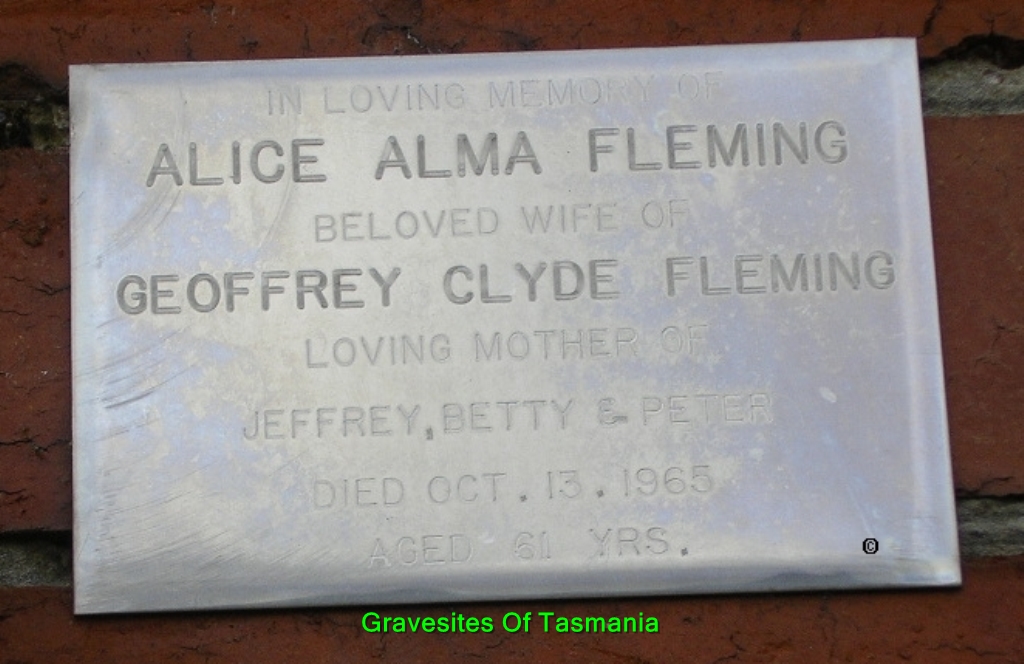 IN LOVING MEMORY OF
ALICE ALMA FLEMING
BELOVED WIFE OF
GEOFFREY CLYDE FLEMING
LOVING MOTHER OF
JEFFREY, BETTY & PETER
DIED OCT. 13. 1965
AGED 61 YRS.
©
Gravesites Of Tasmania